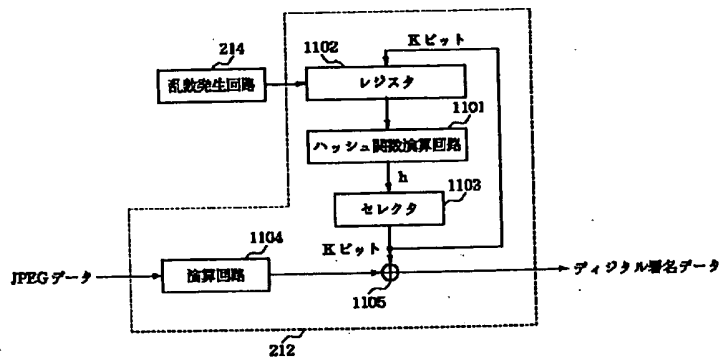 214
乱数発生回路
1102
Kビット
レジスタ
1101
ハッシュ関数演算回路
h
1103
セレクタ
Kビット
1104
JPEGデータ
演算回路
1105
ディジタル署名データ
212